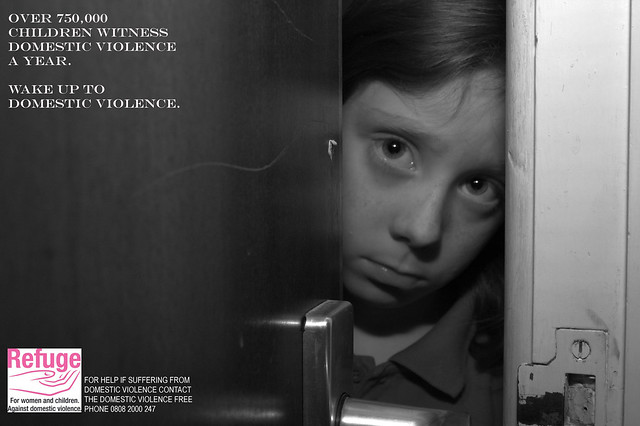 OVER 750,000
CHILDREN WITNESS
DOMESTIC VIOLENCE
A YEAR.
WAKE UP TO
DOMESTIC VIOLENCE.
Refuge
For women and children.
Against domestic violence.
FOR HELP IF SUFFERING FROM
DOMESTIC VIOLENCE CONTACT
THE DOMESTIC VIOLENCE FREE
PHONE 0808 2000 247